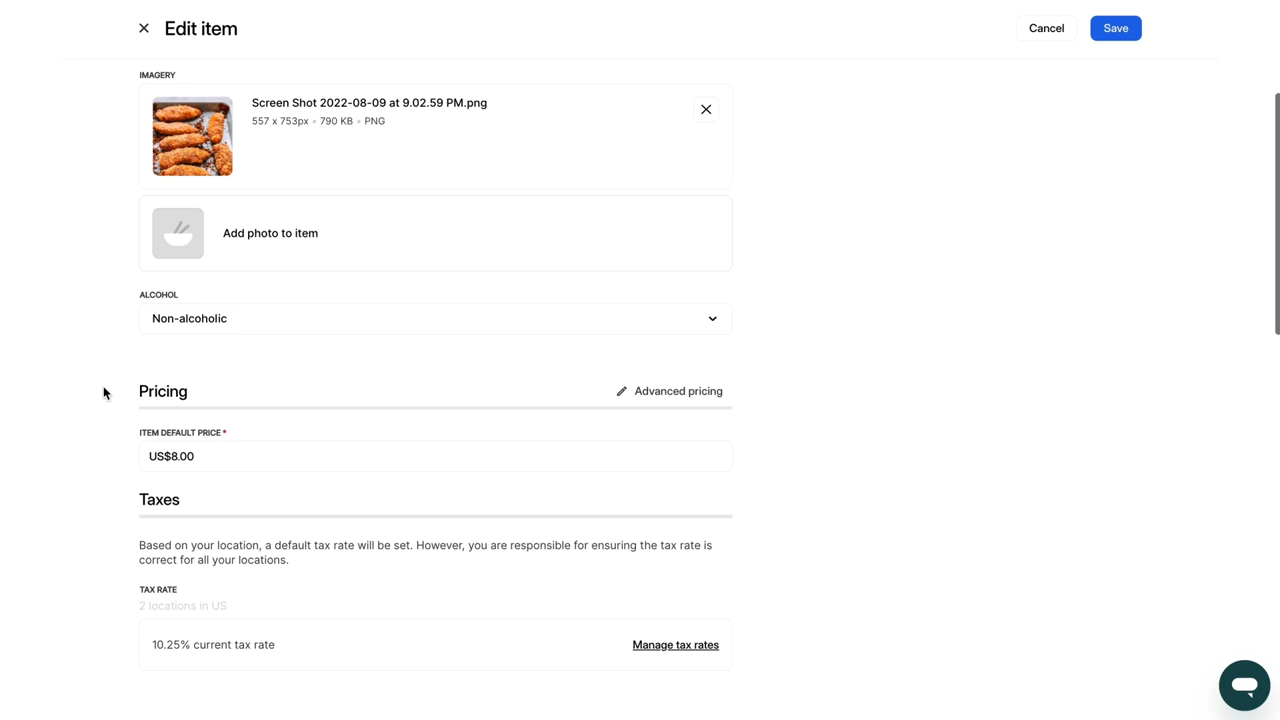 Edit item
Cancel
Save
IMAGERY
Screen Shot 2022-08-09 at 9.02.59 PM.png
557 x 753px • 790 KB • PNG
Add photo to item
ALCOHOL
Non-alcoholic
Pricing
Advanced pricing
ITEM DEFAULT PRICE *
US$8.00
Taxes
Based on your location, a default tax rate will be set. However, you are responsible for ensuring the tax rate is
correct for all your locations.
TAX RATE
2 locations in US
10.25% current tax rate
Manage tax rates